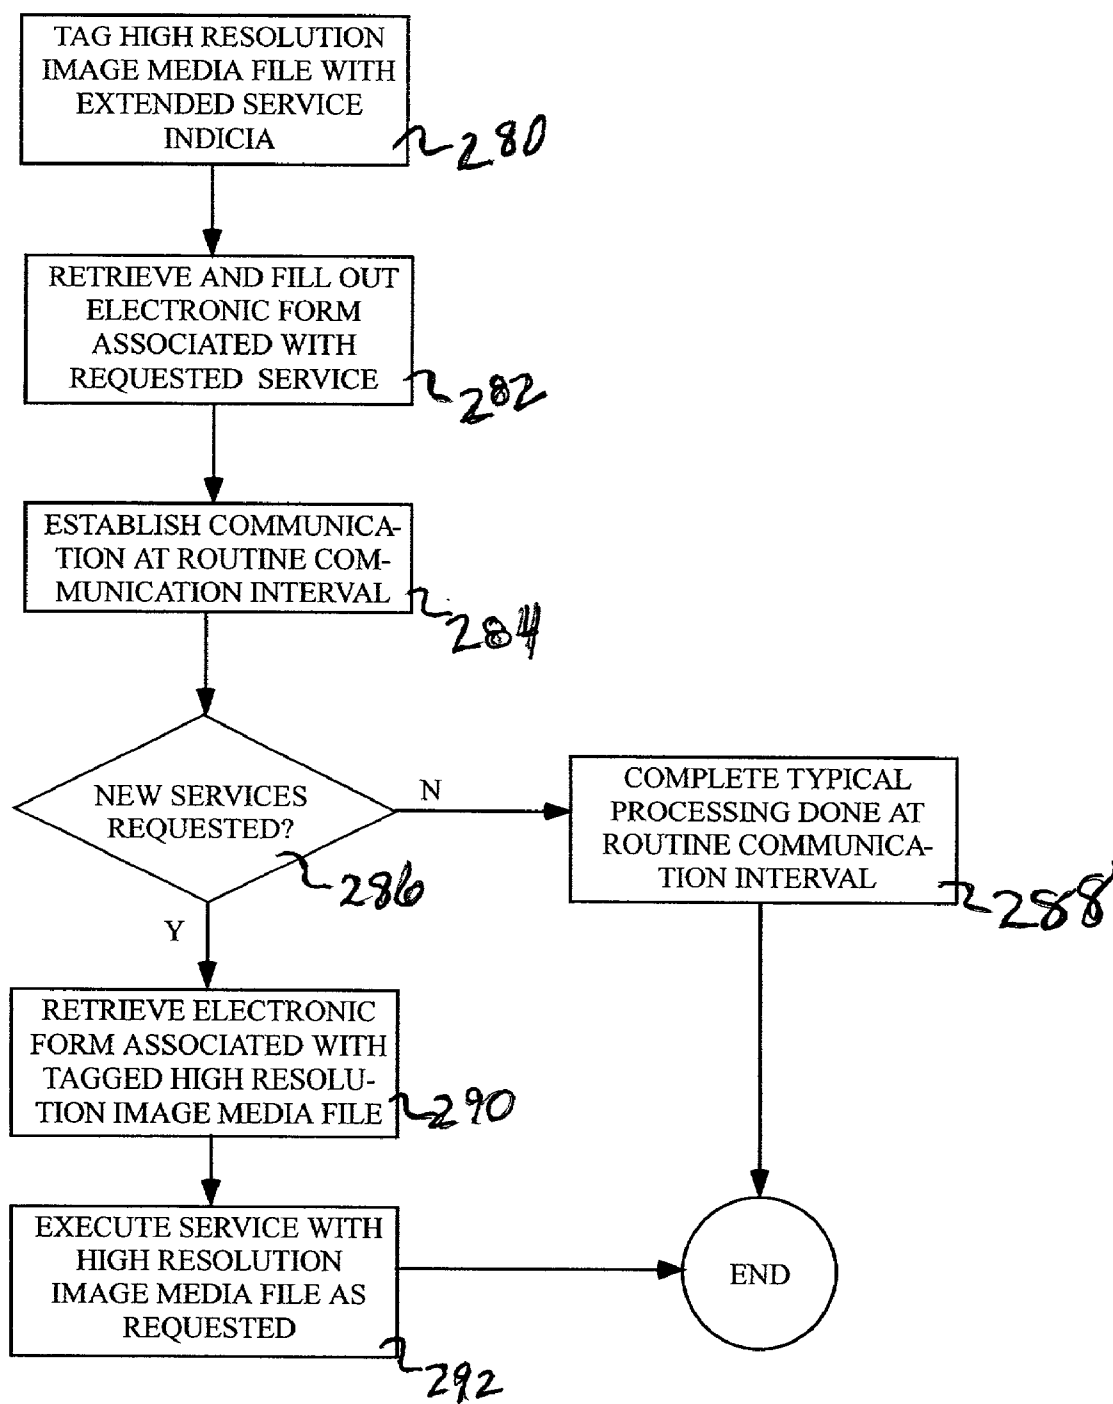 TAG HIGH RESOLUTION
IMAGE MEDIA FILE WITH
EXTENDED SERVICE
INDICIA
280
RETRIEVE AND FILL OUT
ELECTRONIC FORM
ASSOCIATED WITH
REQUESTED SERVICE
282
ESTABLISH COMMUNICA-
TION AT ROUTINE COM-
MUNICATION INTERVAL
284
NEW SERVICES
REQUESTED?
286
N
COMPLETE TYPICAL
PROCESSING DONE AT
ROUTINE COMMUNICA-
TION INTERVAL
288
Y
RETRIEVE ELECTRONIC
FORM ASSOCIATED WITH
TAGGED HIGH RESOLU-
TION IMAGE MEDIA FILE
290
EXECUTE SERVICE WITH
HIGH RESOLUTION
IMAGE MEDIA FILE AS
REQUESTED
292
END